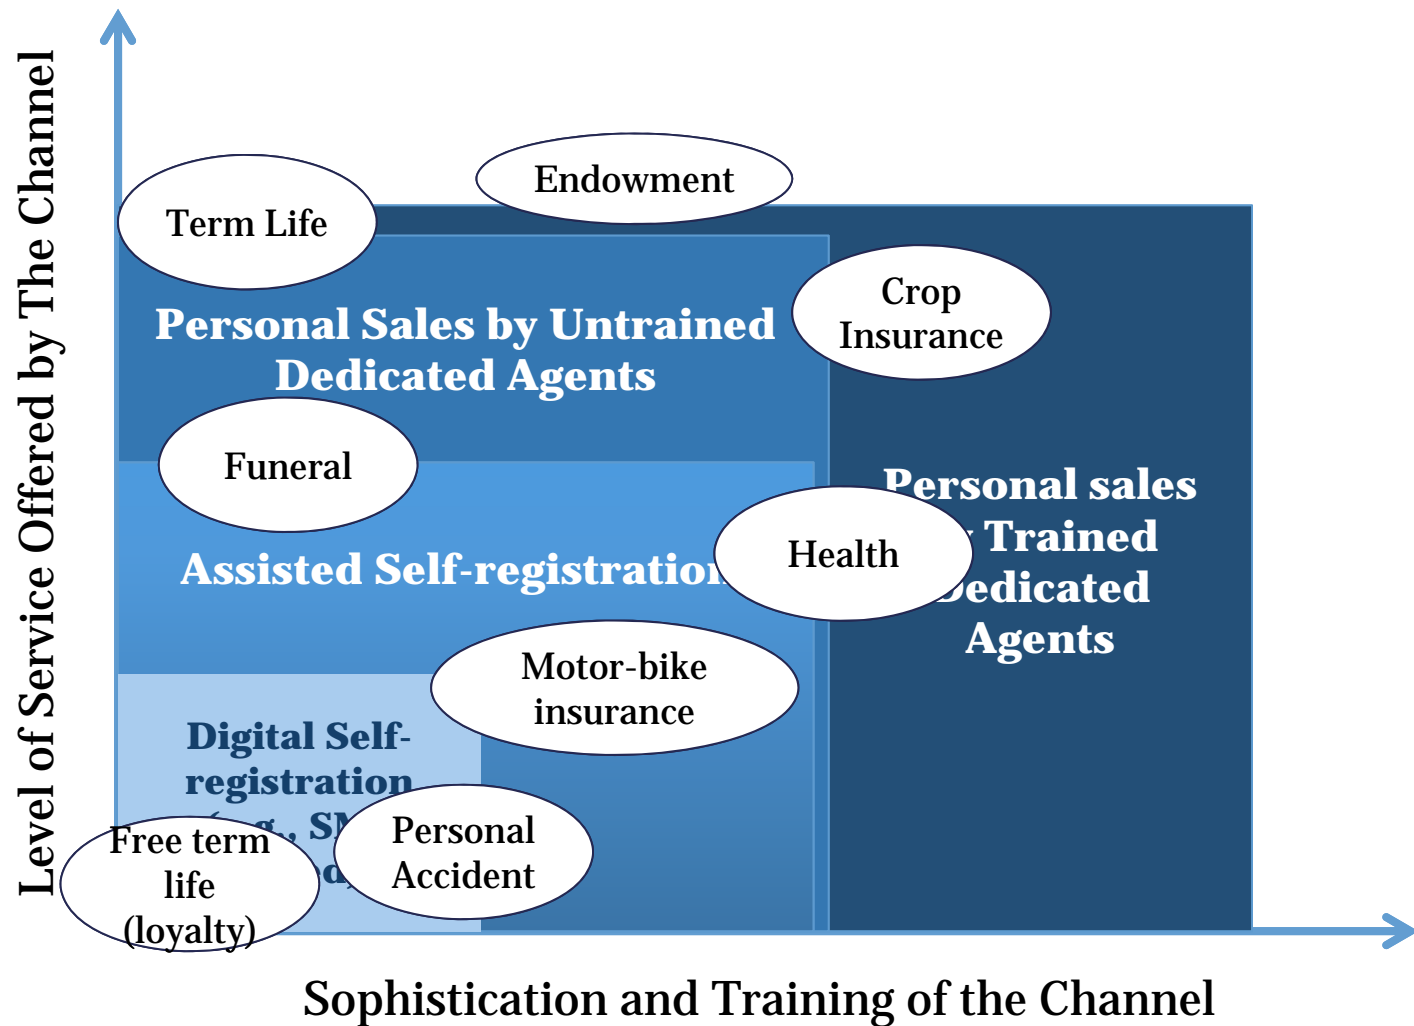 Level of Service Offered by The Channel
Endowment
Term Life
Crop
Insurance
Personal Sales by Untrained
Dedicated Agents
Funeral
Personal sales
Trained
Dedicated
Agents
Health
Assisted Self-registration
Motor-bike
insurance
Digital Self-
registration
Personal
Accident
Free term
life
(loyalty)
Sophistication and Training of the Channel